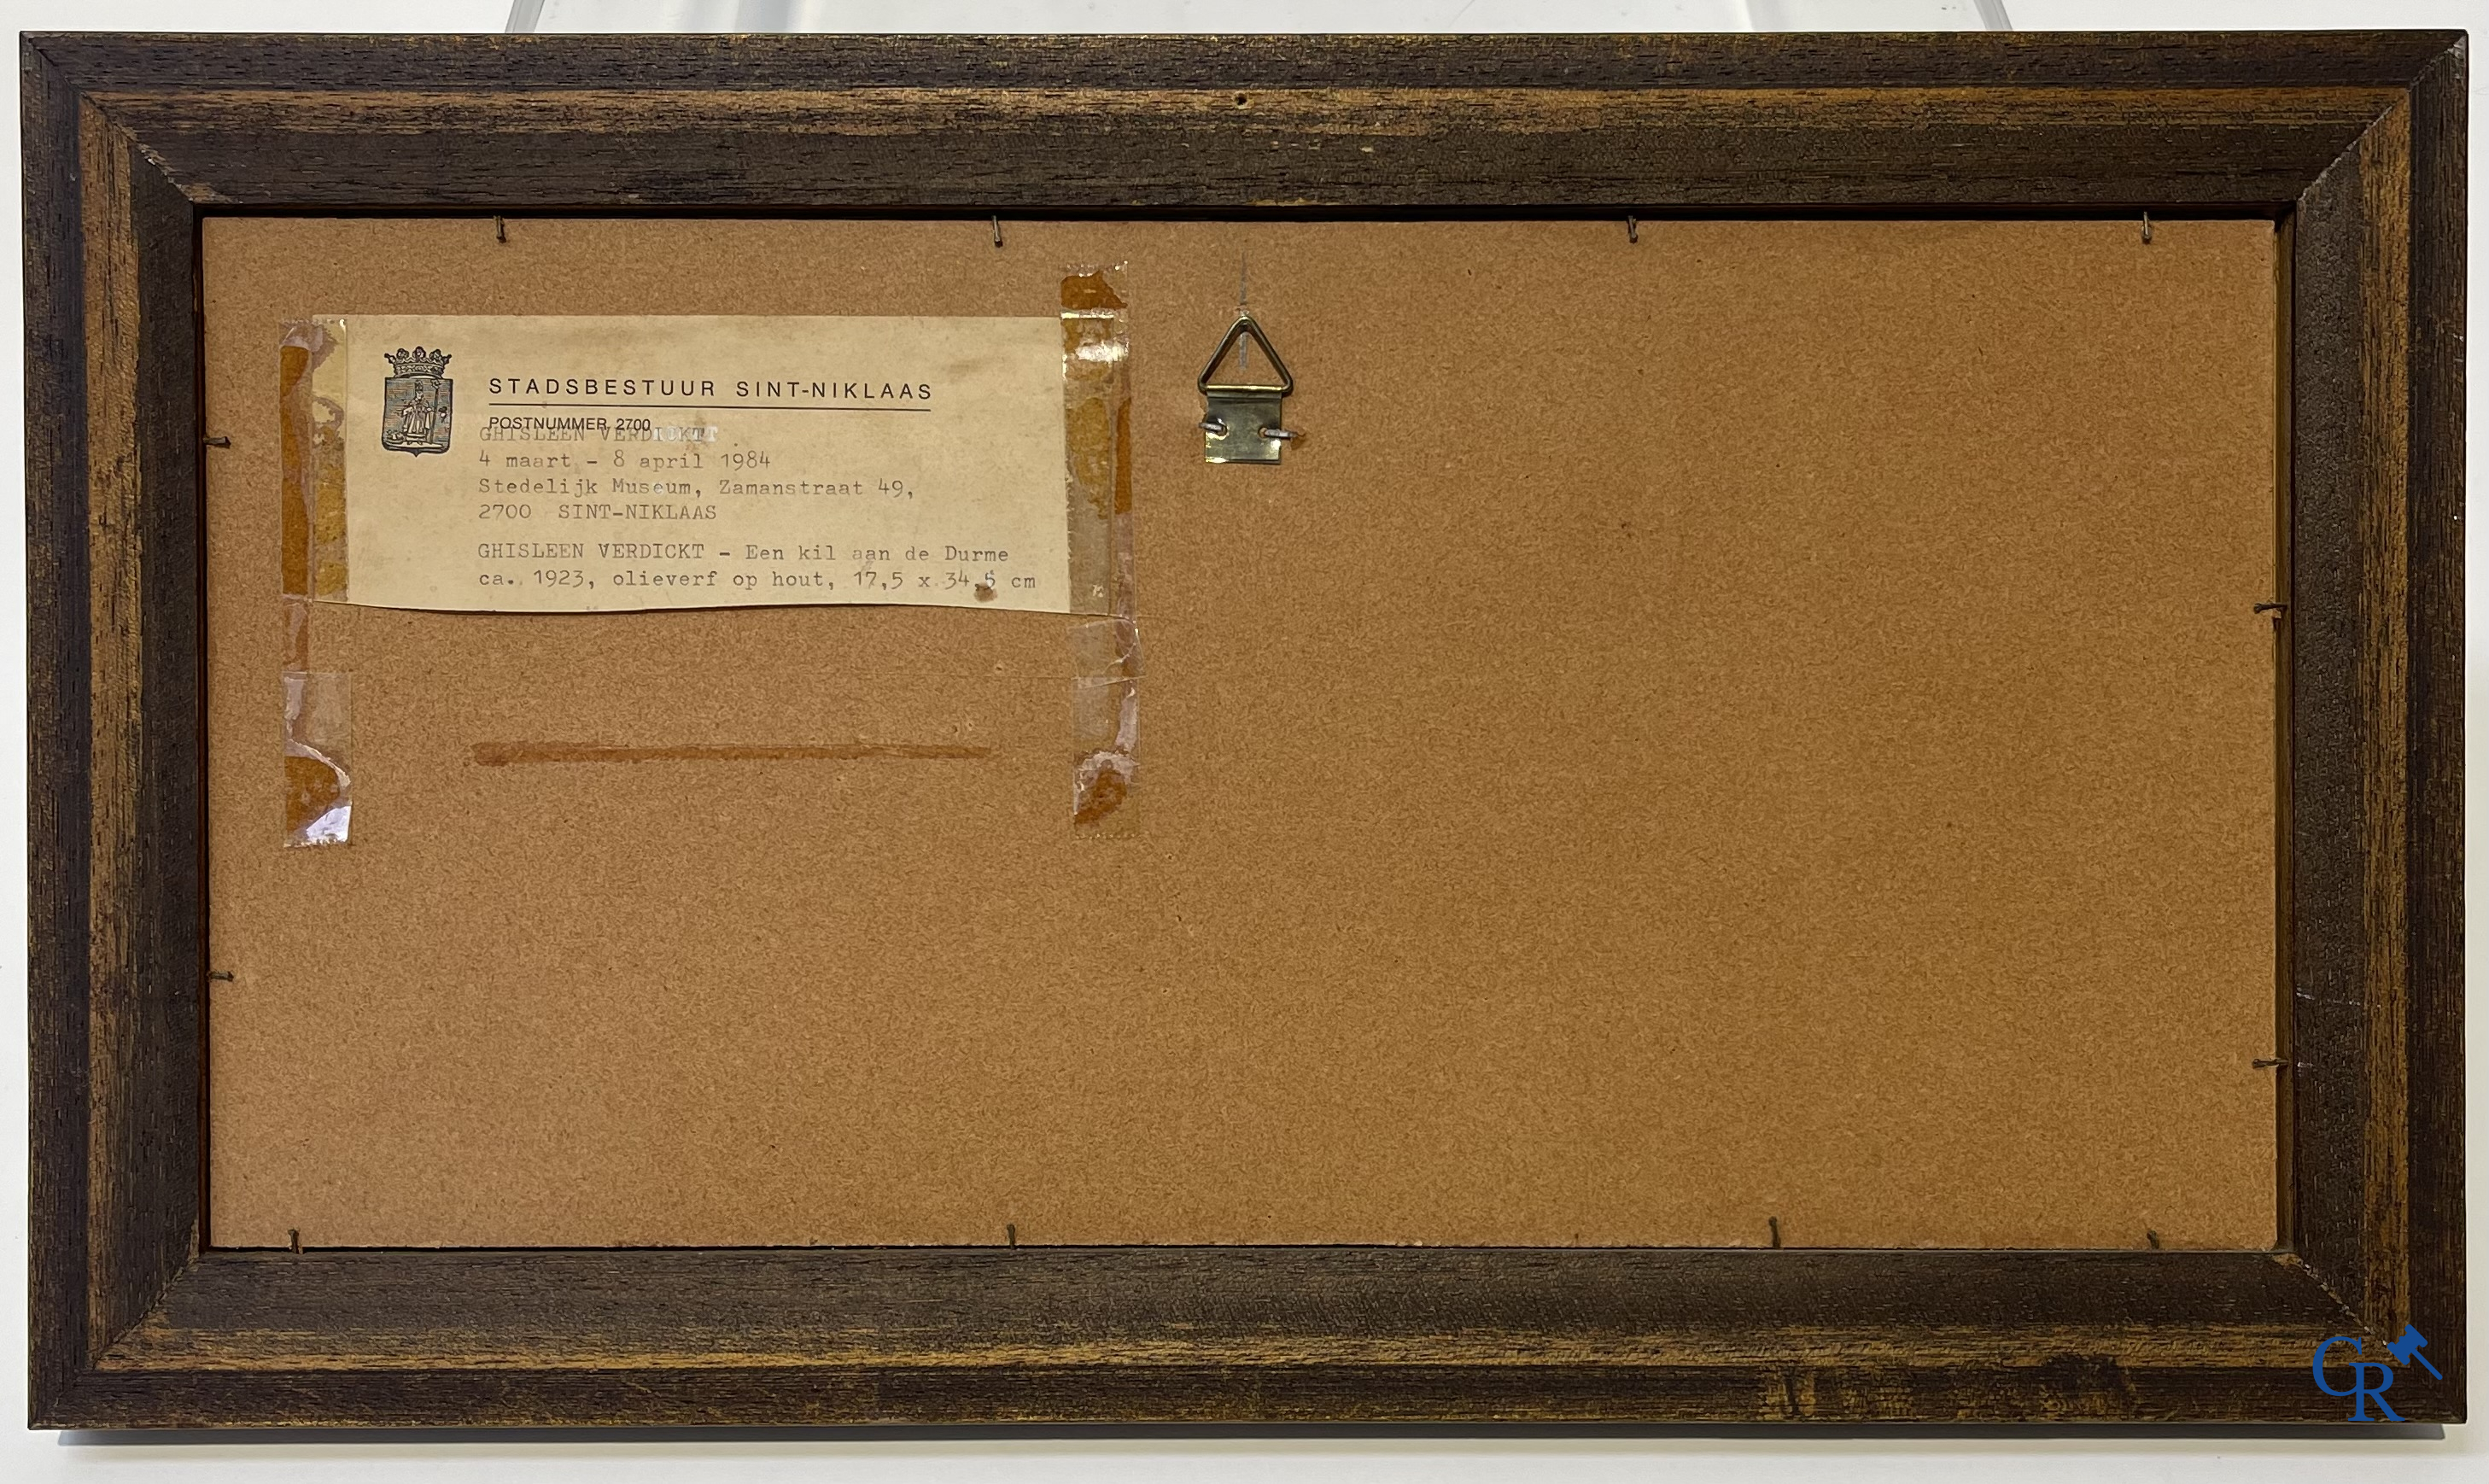 STADSBESTUUR SINT-NIKLAAS
POSTNUMMER 2700
GHISLEEN VERDICKT
4 maart - 8 april 1984
Stedelijk Museum, Zamanstraat 49,
2700 SINT-NIKLAAS
GHISLEEN VERDICKT - Een kil aan de Durme
ca. 1923, olieverf op hout, 17,5 x 34,5 cm
CR